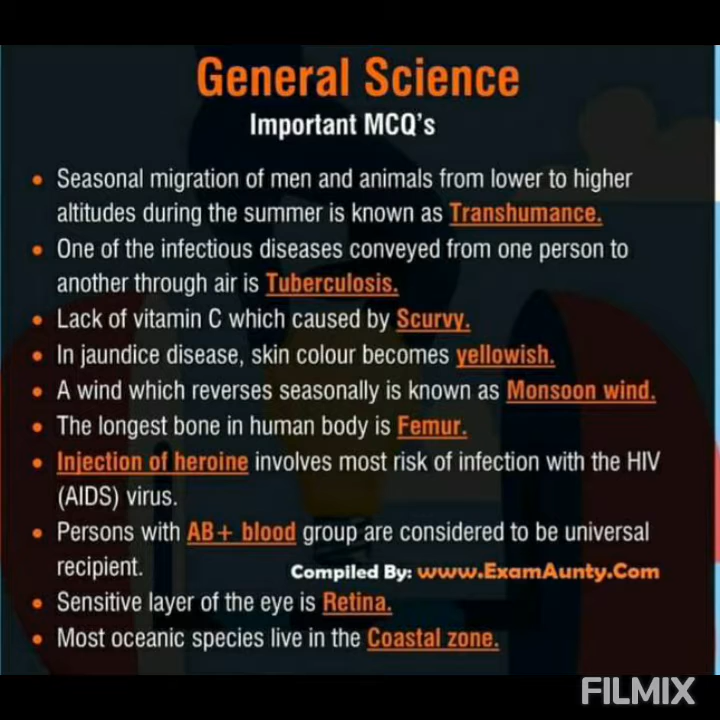 General Science
Important MCQ's
• Seasonal migration of men and animals from lower to higher
altitudes during the summer is known as Transhumance.
• One of the infectious diseases conveyed from one person to
another through air is Tuberculosis.
• Lack of vitamin C which caused by Scurvy.
• In jaundice disease, skin colour becomes yellowish.
• A wind which reverses seasonally is known as Monsoon wind.
• The longest bone in human body is Femur.
• Injection of heroine involves most risk of infection with the HIV
(AIDS) virus.
• Persons with AB+ blood group are considered to be universal
recipient.
Compiled By: www.ExamAunty.Com
• Sensitive layer of the eye is Retina.
• Most oceanic species live in the Coastal zone.
FILMIX